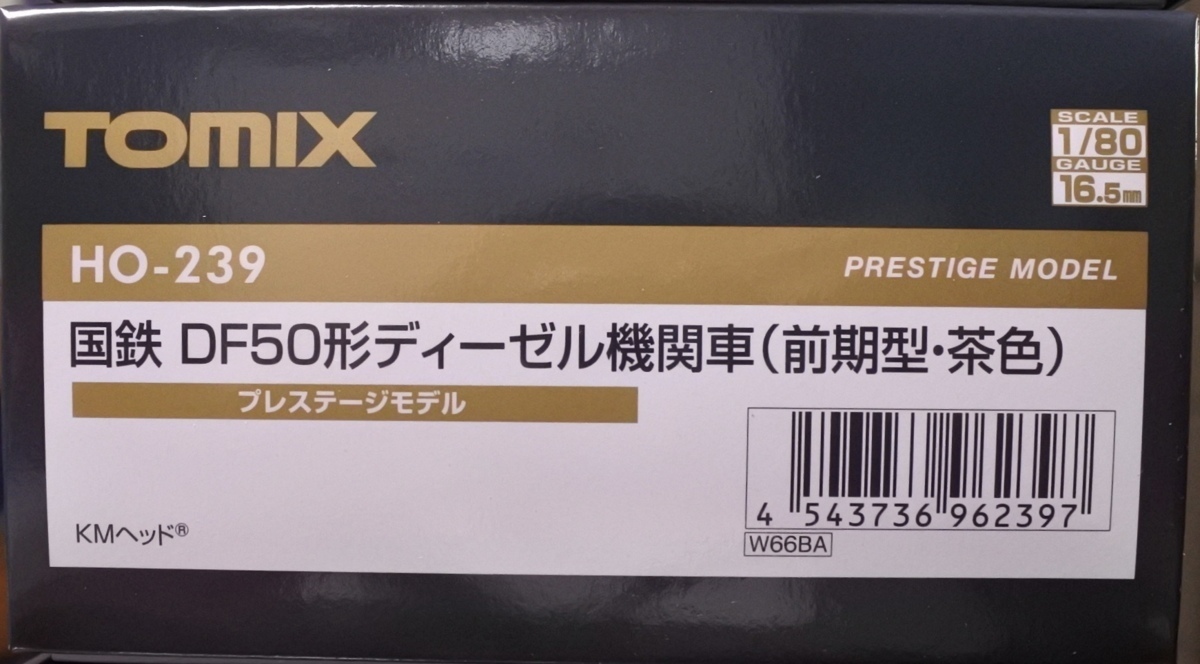 TOMIX
SCALE
1/80
GAUGE
16.5mm
HO-239
PRESTIGE MODEL
国鉄 DF50形ディーゼル機関車(前期型・茶色)
プレステージモデル
KMヘッド®
4 543736 962397
W66BA